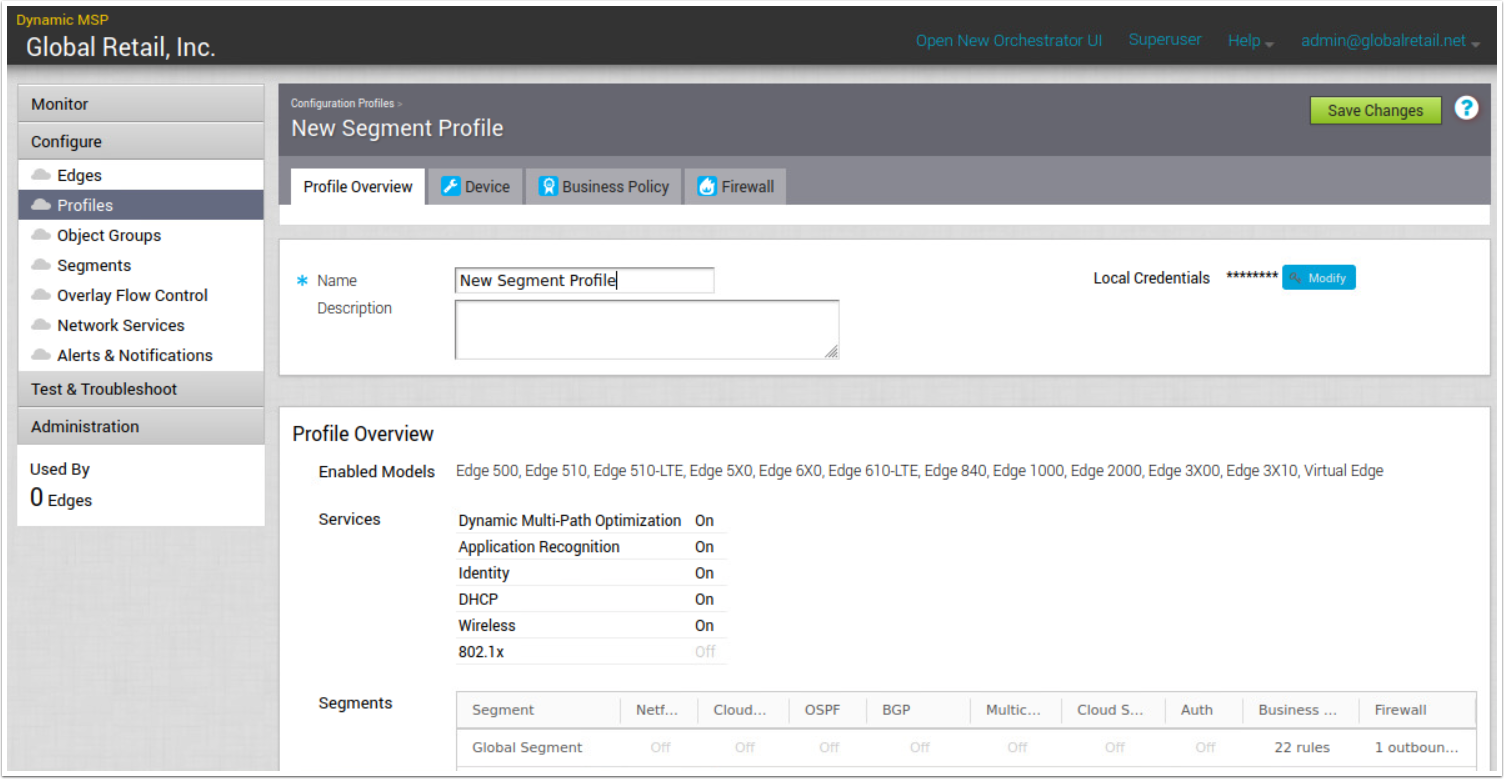 Dynamic MSP
Global Retail, Inc.
Open New Orchestrator UI Superuser Help admin@globalretail.net
Monitor
Configure
Edges
Profiles
Object Groups
Segments
Overlay Flow Control
Network Services
Alerts & Notifications
Test & Troubleshoot
Administration
Used By
0 Edges
Configuration Profiles >
New Segment Profile
Save Changes ?
Profile Overview Device Business Policy Firewall
* Name New Segment Profile
Description
Local Credentials ******** Modify
Profile Overview
Enabled Models Edge 500, Edge 510, Edge 510-LTE, Edge 5X0, Edge 6X0, Edge 610-LTE, Edge 840, Edge 1000, Edge 2000, Edge 3X00, Edge 3X10, Virtual Edge
Services
Dynamic Multi-Path Optimization On
Application Recognition On
Identity On
DHCP On
Wireless On
802.1x Off
Segments
Segment Netf... Cloud... OSPF BGP Multic... Cloud S... Auth Business ... Firewall
Global Segment Off Off Off Off Off Off Off 22 rules 1 outboun...